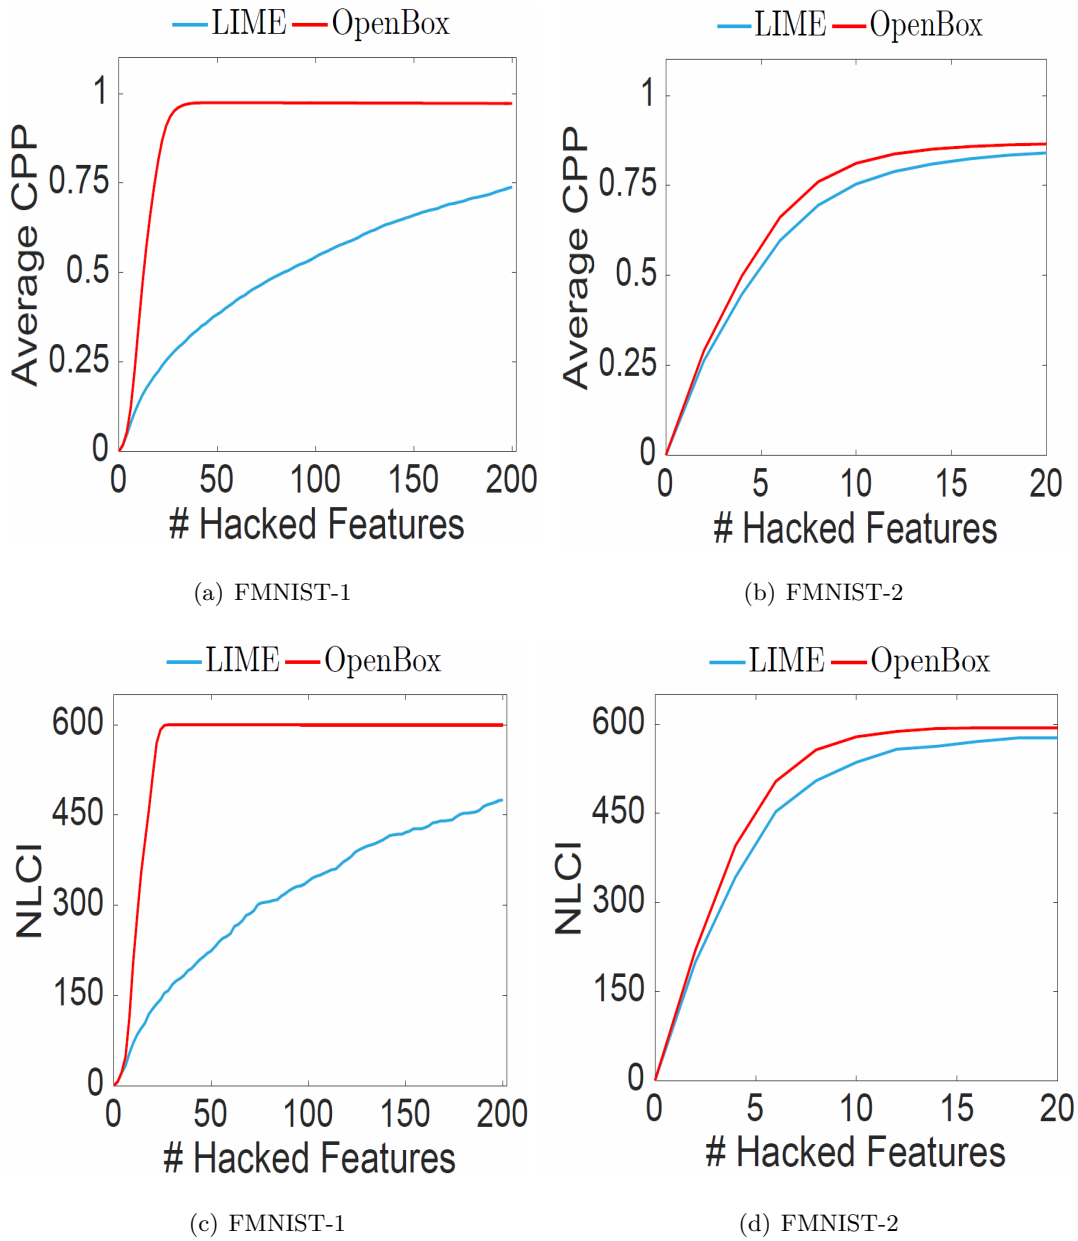 LIME OpenBox
1
0.75
0.5
0.25
0
Average CPP
0 50 100 150 200
# Hacked Features
(a) FMNIST-1
LIME OpenBox
1
0.75
0.5
0.25
0
Average CPP
0 5 10 15 20
# Hacked Features
(b) FMNIST-2
LIME OpenBox
600
450
300
150
0
NLCI
0 50 100 150 200
# Hacked Features
(c) FMNIST-1
LIME OpenBox
600
450
300
150
0
NLCI
0 5 10 15 20
# Hacked Features
(d) FMNIST-2